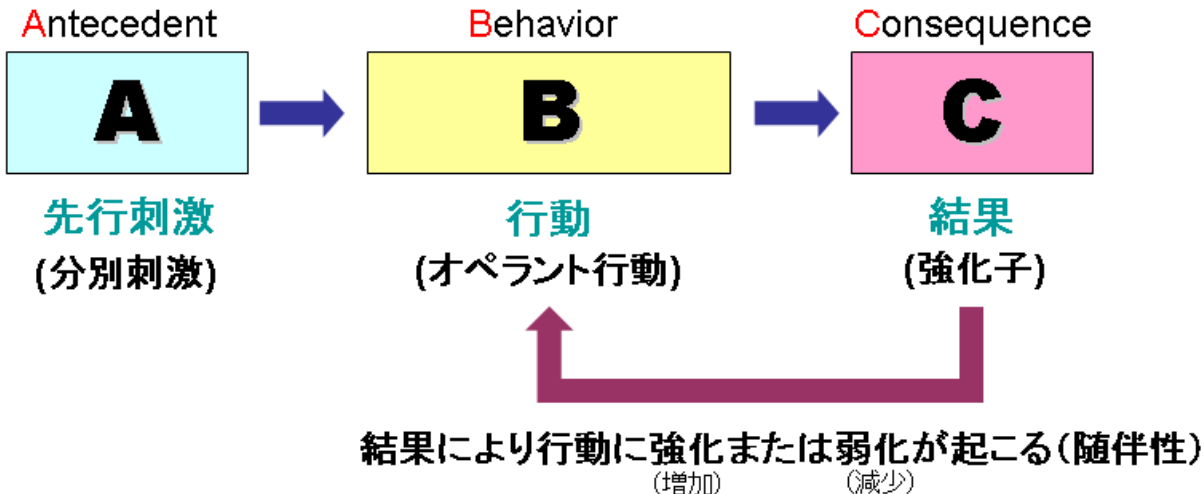 Antecedent Behavior Consequence
A B C
先行刺激 行動 結果
(分別刺激) (オペラント行動) (強化子)
結果により行動に強化または弱化が起こる(随伴性)
(増加) (減少)